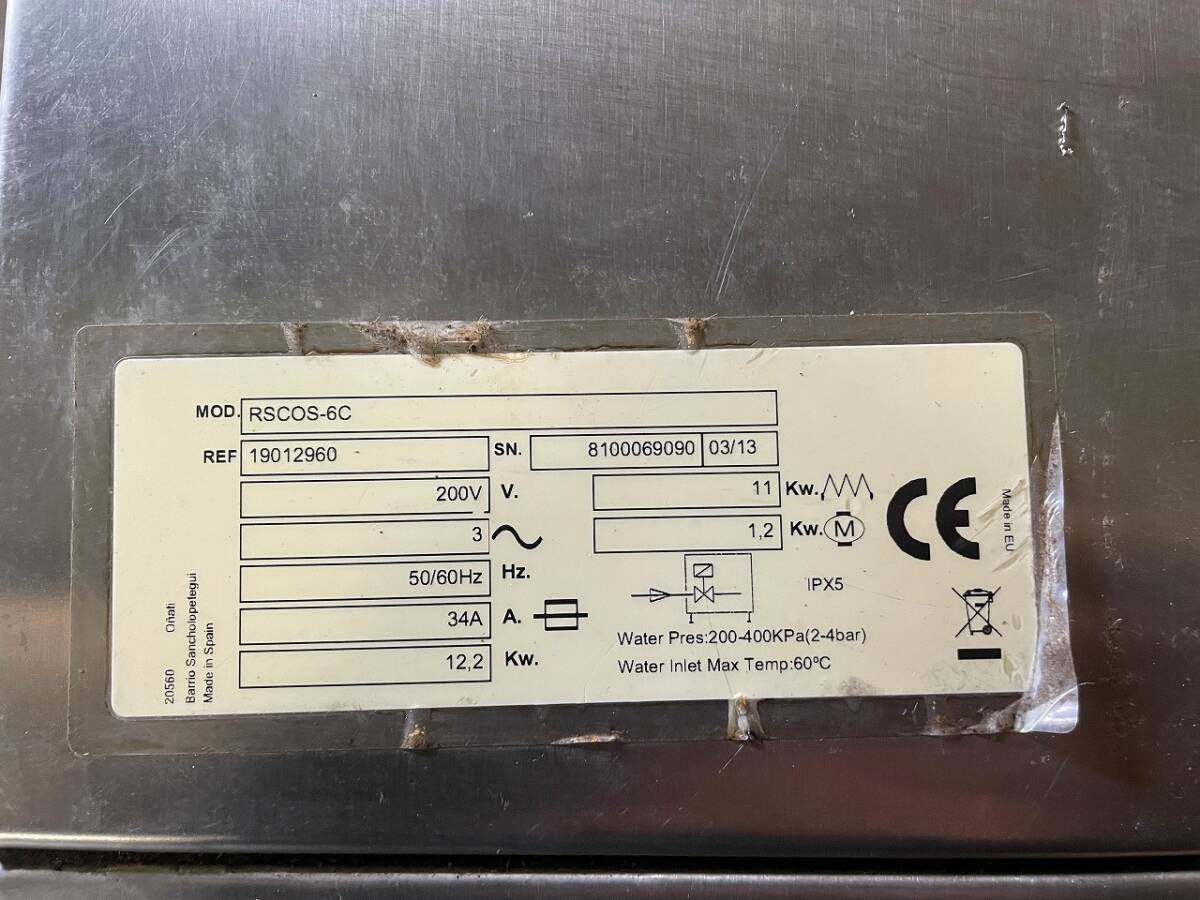 MOD. RSCOS-6C
REF 19012960 SN. 8100069090 03/13
200V V. 11 Kw.
3 1,2 Kw. M
50/60Hz Hz. IPX5
34A A.
12,2 Kw.
Water Pres:200-400KPa(2-4bar)
Water Inlet Max Temp:60ºC
CE
Made in EU
20560 Oñati
Barrio Sancholopetegui
Made in Spain